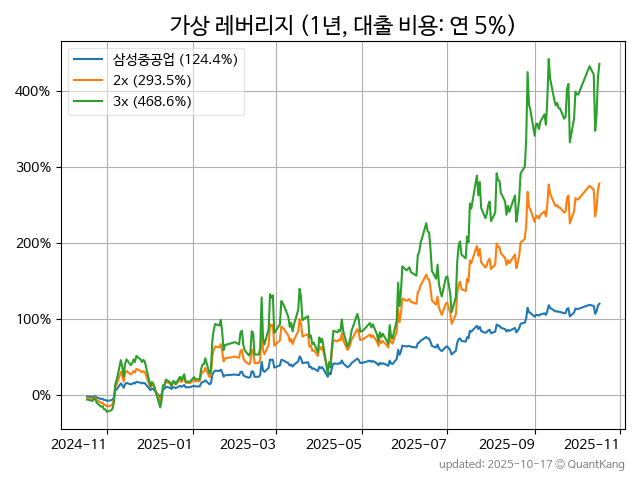 가상 레버리지 (1년, 대출 비용: 연 5%)
삼성중공업 (124.4%)
2x (293.5%)
3x (468.6%)
400%
300%
200%
100%
0%
2024-11 2025-01 2025-03 2025-05 2025-07 2025-09 2025-11
updated: 2025-10-17 © QuantKang